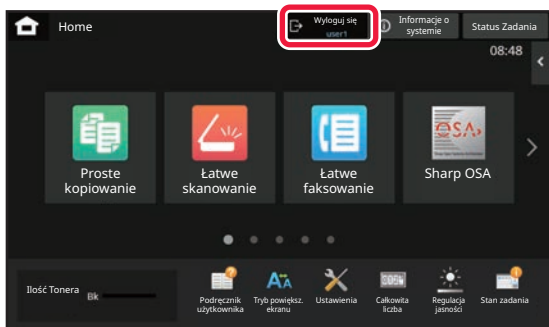 Home
Wyloguj się
user1
Informacje o
systemie
Status Zadania
08:48
Proste
kopiowanie
Łatwe
skanowanie
Łatwe
faksowanie
OSA
Sharp OSA
Ilość Tonera
Bk
Podręcznik
użytkownika
Tryb powiększ.
ekranu
Ustawienia
Całkowita
liczba
Regulacja
jasności
Stan zadania